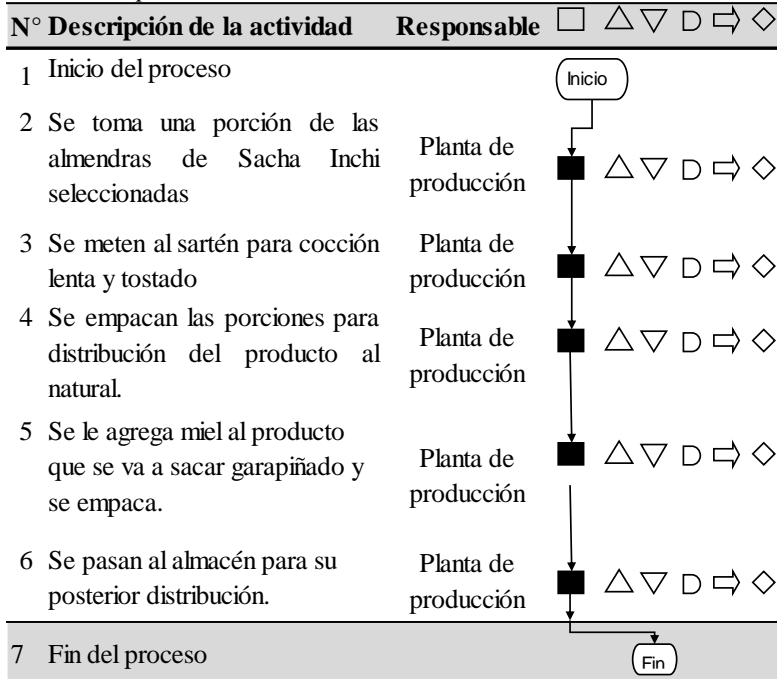 N° Descripción de la actividad Responsable
1 Inicio del proceso
Inicio
2 Se toma una porción de las
almendras de Sacha Inchi
seleccionadas
Planta de
producción
3 Se meten al sartén para cocción
lenta y tostado
Planta de
producción
4 Se empacan las porciones para
distribución del producto al
natural.
Planta de
producción
5 Se le agrega miel al producto
que se va a sacar garapiñado y
se empaca.
Planta de
producción
6 Se pasan al almacén para su
posterior distribución.
Planta de
producción
7 Fin del proceso
Fin